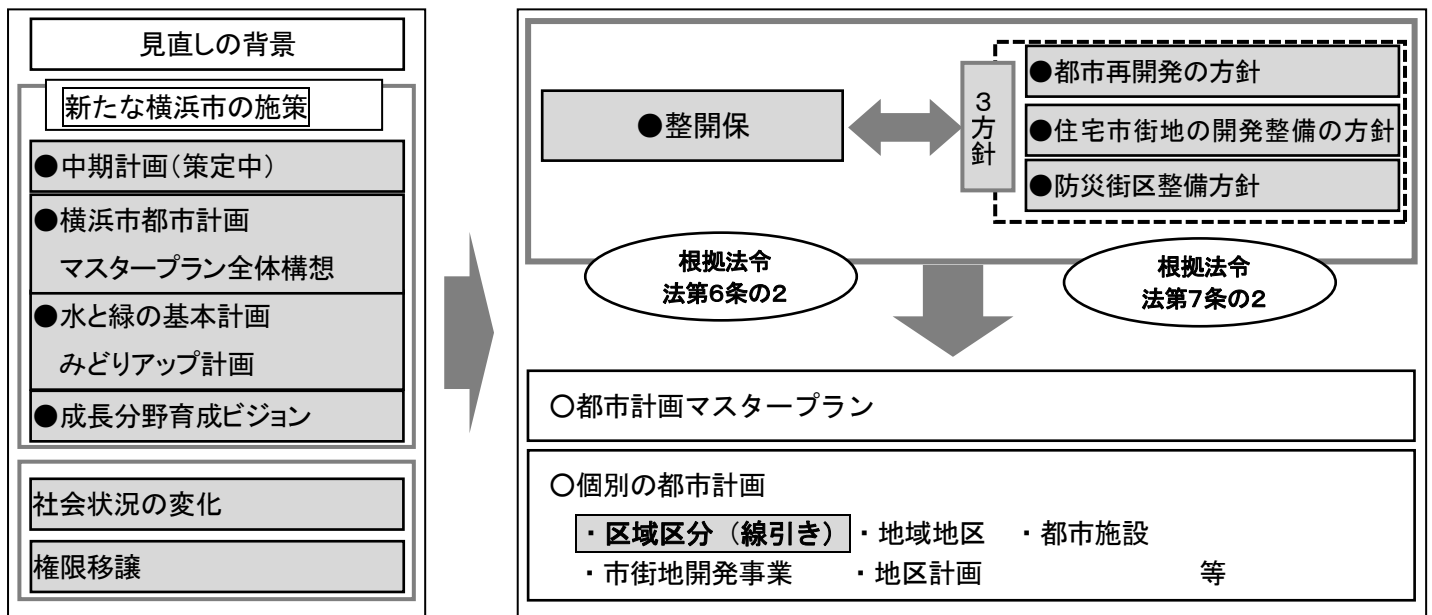 見直しの背景
新たな横浜市の施策
●中期計画(策定中)
●横浜市都市計画
マスタープラン全体構想
●水と緑の基本計画
みどりアップ計画
●成長分野育成ビジョン
社会状況の変化
権限移譲
●整開保
3方針
●都市再開発の方針
●住宅市街地の開発整備の方針
●防災街区整備方針
根拠法令
法第6条の2
根拠法令
法第7条の2
○都市計画マスタープラン
○個別の都市計画
・区域区分(線引き) ・地域地区 ・都市施設
・市街地開発事業 ・地区計画 等